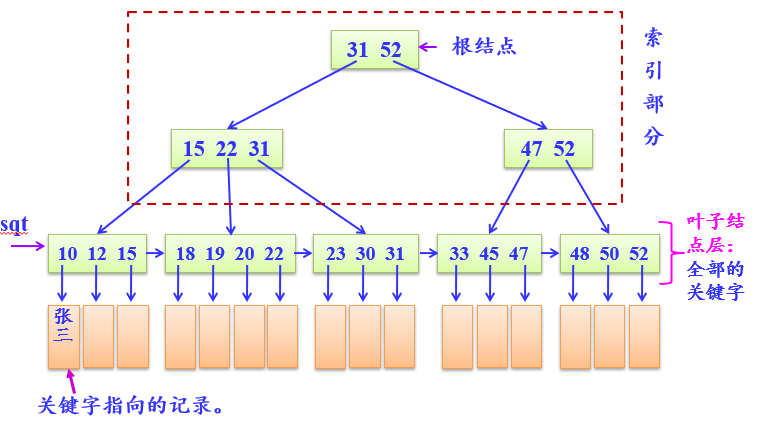 31 52
根结点
索引部分
15 22 31
47 52
sqt
10 12 15
18 19 20 22
23 30 31
33 45 47
48 50 52
叶子结
点层：
全部的
关键字
张三
关键字指向的记录。